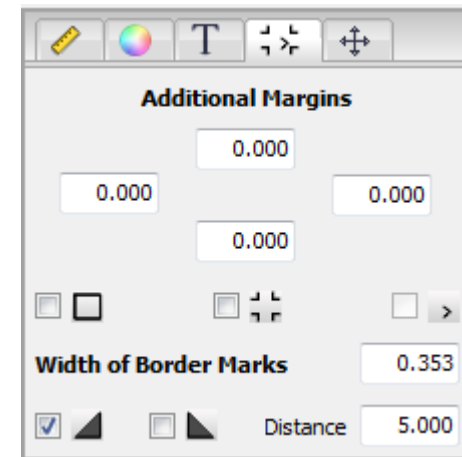 T
Additional Margins
0.000
0.000 0.000
0.000
Width of Border Marks 0.353
Distance 5.000